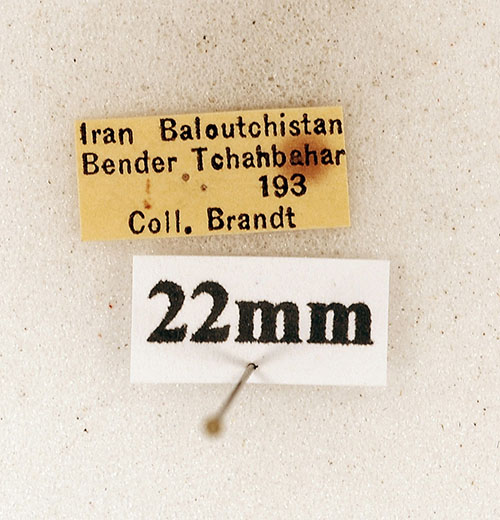 Iran Baloutchistan
Bender Tchahbahar
193
Coll. Brandt
22mm